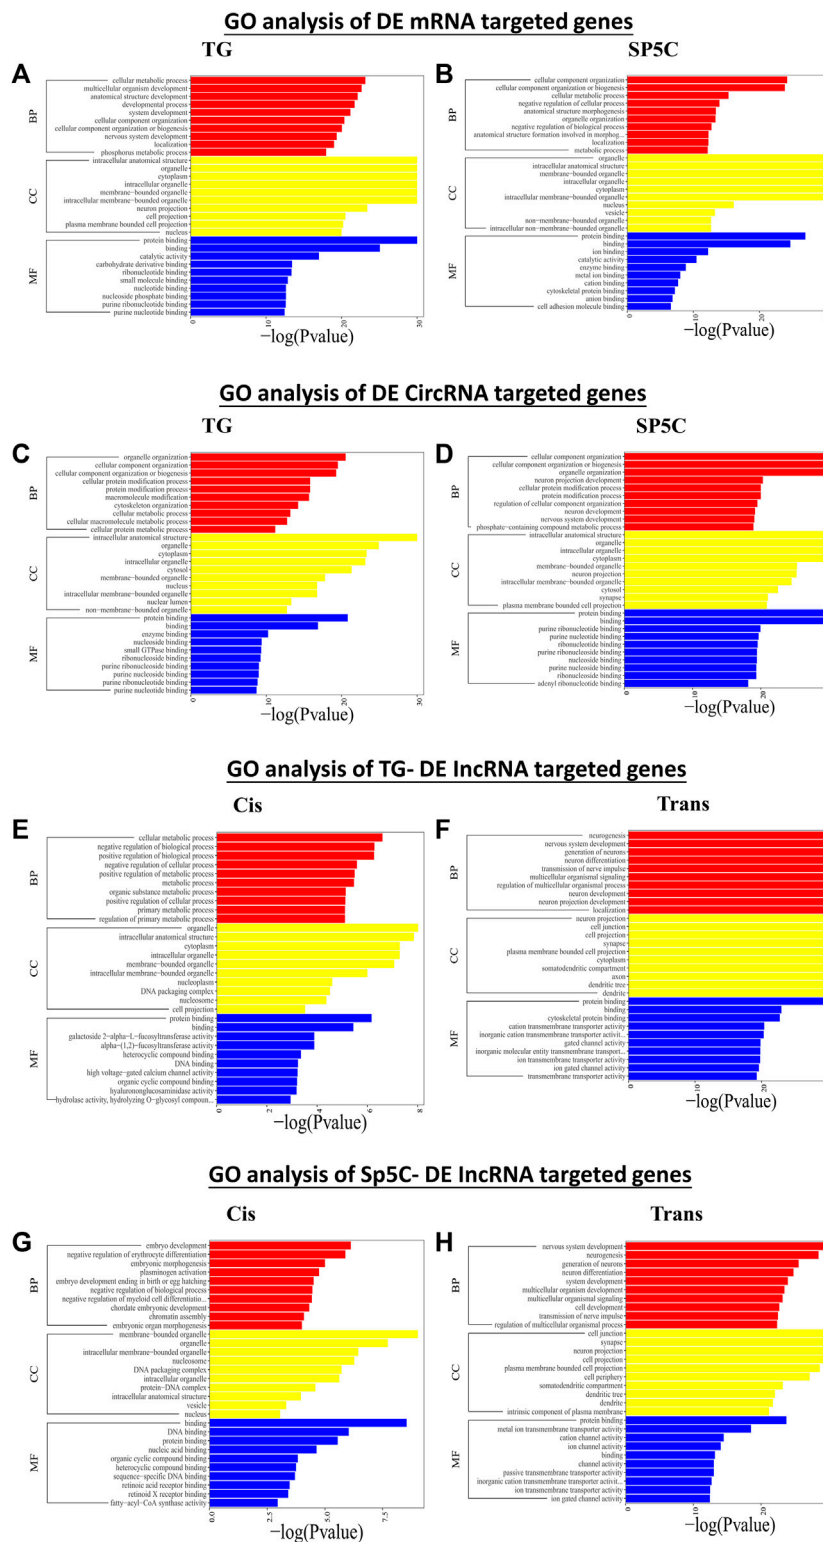 GO analysis of DE mRNA targeted genes
TG
SP5C
A
BP
cellular metabolic process
multicellular organism development
anatomical structure development
developmental process
system development
cellular component organization
cellular component organization or biogenesis
nervous system development
localization
phosphorus metabolic process
CC
intracellular anatomical structure
organelle
cytoplasm
intracellular organelle
membrane−bounded organelle
intracellular membrane−bounded organelle
neuron projection
cell projection
plasma membrane bounded cell projection
nucleus
MF
protein binding
binding
catalytic activity
carbohydrate derivative binding
ribonucleotide binding
small molecule binding
nucleotide binding
nucleoside phosphate binding
purine ribonucleotide binding
purine nucleotide binding
0 10 20 30
−log(Pvalue)
B
BP
cellular component organization
cellular component organization or biogenesis
cellular metabolic process
negative regulation of cellular process
anatomical structure morphogenesis
organelle organization
negative regulation of biological process
anatomical structure formation involved in morphog...
localization
metabolic process
CC
organelle
intracellular anatomical structure
membrane−bounded organelle
intracellular organelle
cytoplasm
intracellular membrane−bounded organelle
nucleus
vesicle
non−membrane−bounded organelle
intracellular non−membrane−bounded organelle
MF
protein binding
binding
ion binding
catalytic activity
enzyme binding
metal ion binding
cation binding
cytoskeletal protein binding
anion binding
cell adhesion molecule binding
0 10 20
−log(Pvalue)
GO analysis of DE CircRNA targeted genes
TG
SP5C
C
BP
organelle organization
cellular component organization
cellular component organization or biogenesis
cellular protein modification process
protein modification process
macromolecule modification
cytoskeleton organization
cellular metabolic process
cellular macromolecule metabolic process
cellular protein metabolic process
CC
intracellular anatomical structure
organelle
cytoplasm
intracellular organelle
cytosol
membrane−bounded organelle
nucleus
intracellular membrane−bounded organelle
nuclear lumen
non−membrane−bounded organelle
MF
protein binding
binding
enzyme binding
nucleoside binding
small GTPase binding
ribonucleoside binding
purine ribonucleoside binding
purine nucleoside binding
purine ribonucleotide binding
purine nucleotide binding
0 10 20 30
−log(Pvalue)
D
BP
cellular component organization
cellular component organization or biogenesis
organelle organization
neuron projection development
cellular protein modification process
protein modification process
regulation of cellular component organization
neuron development
nervous system development
phosphate−containing compound metabolic process
CC
intracellular anatomical structure
organelle
intracellular organelle
cytoplasm
membrane−bounded organelle
neuron projection
intracellular membrane−bounded organelle
cytosol
synapse
plasma membrane bounded cell projection
MF
protein binding
binding
purine ribonucleotide binding
purine nucleotide binding
ribonucleotide binding
purine ribonucleoside binding
nucleoside binding
purine nucleoside binding
ribonucleoside binding
adenyl ribonucleotide binding
0 10 20
−log(Pvalue)
GO analysis of TG- DE lncRNA targeted genes
Cis
Trans
E
BP
cellular metabolic process
negative regulation of biological process
positive regulation of biological process
negative regulation of cellular process
positive regulation of metabolic process
metabolic process
organic substance metabolic process
positive regulation of cellular process
primary metabolic process
regulation of primary metabolic process
CC
organelle
intracellular anatomical structure
cytoplasm
intracellular organelle
membrane−bounded organelle
intracellular membrane−bounded organelle
nucleoplasm
DNA packaging complex
nucleosome
cell projection
MF
protein binding
binding
galactoside 2−alpha−L−fucosyltransferase activity
alpha−(1,2)−fucosyltransferase activity
heterocyclic compound binding
DNA binding
high voltage−gated calcium channel activity
organic cyclic compound binding
hyaluronoglucosaminidase activity
hydrolase activity, hydrolyzing O−glycosyl compoun...
0 2 4 6 8
−log(Pvalue)
F
BP
neurogenesis
nervous system development
generation of neurons
neuron differentiation
transmission of nerve impulse
multicellular organismal signaling
regulation of multicellular organismal process
neuron development
neuron projection development
localization
CC
neuron projection
cell junction
cell projection
synapse
plasma membrane bounded cell projection
cytoplasm
somatodendritic compartment
axon
dendritic tree
dendrite
MF
protein binding
binding
cytoskeletal protein binding
cation transmembrane transporter activity
inorganic cation transmembrane transporter activit...
gated channel activity
inorganic molecular entity transmembrane transport...
ion transmembrane transporter activity
ion gated channel activity
transmembrane transporter activity
0 10 20
−log(Pvalue)
GO analysis of Sp5C- DE lncRNA targeted genes
Cis
Trans
G
BP
embryo development
negative regulation of erythrocyte differentiation
embryonic morphogenesis
plasminogen activation
embryo development ending in birth or egg hatching
negative regulation of biological process
negative regulation of myeloid cell differentiatio...
chordate embryonic development
chromatin assembly
embryonic organ morphogenesis
CC
membrane−bounded organelle
organelle
intracellular membrane−bounded organelle
nucleosome
DNA packaging complex
intracellular organelle
protein−DNA complex
intracellular anatomical structure
vesicle
nucleus
MF
binding
DNA binding
protein binding
nucleic acid binding
organic cyclic compound binding
heterocyclic compound binding
sequence−specific DNA binding
retinoic acid receptor binding
retinoid X receptor binding
fatty−acyl−CoA synthase activity
0.0 2.5 5.0 7.5
−log(Pvalue)
H
BP
nervous system development
neurogenesis
generation of neurons
neuron differentiation
system development
multicellular organism development
multicellular organismal signaling
cell development
transmission of nerve impulse
regulation of multicellular organismal process
CC
cell junction
synapse
neuron projection
cell projection
plasma membrane bounded cell projection
cell periphery
somatodendritic compartment
dendritic tree
dendrite
intrinsic component of plasma membrane
MF
protein binding
metal ion transmembrane transporter activity
cation channel activity
ion channel activity
binding
channel activity
passive transmembrane transporter activity
inorganic cation transmembrane transporter activit...
ion transmembrane transporter activity
ion gated channel activity
0 10 20
−log(Pvalue)